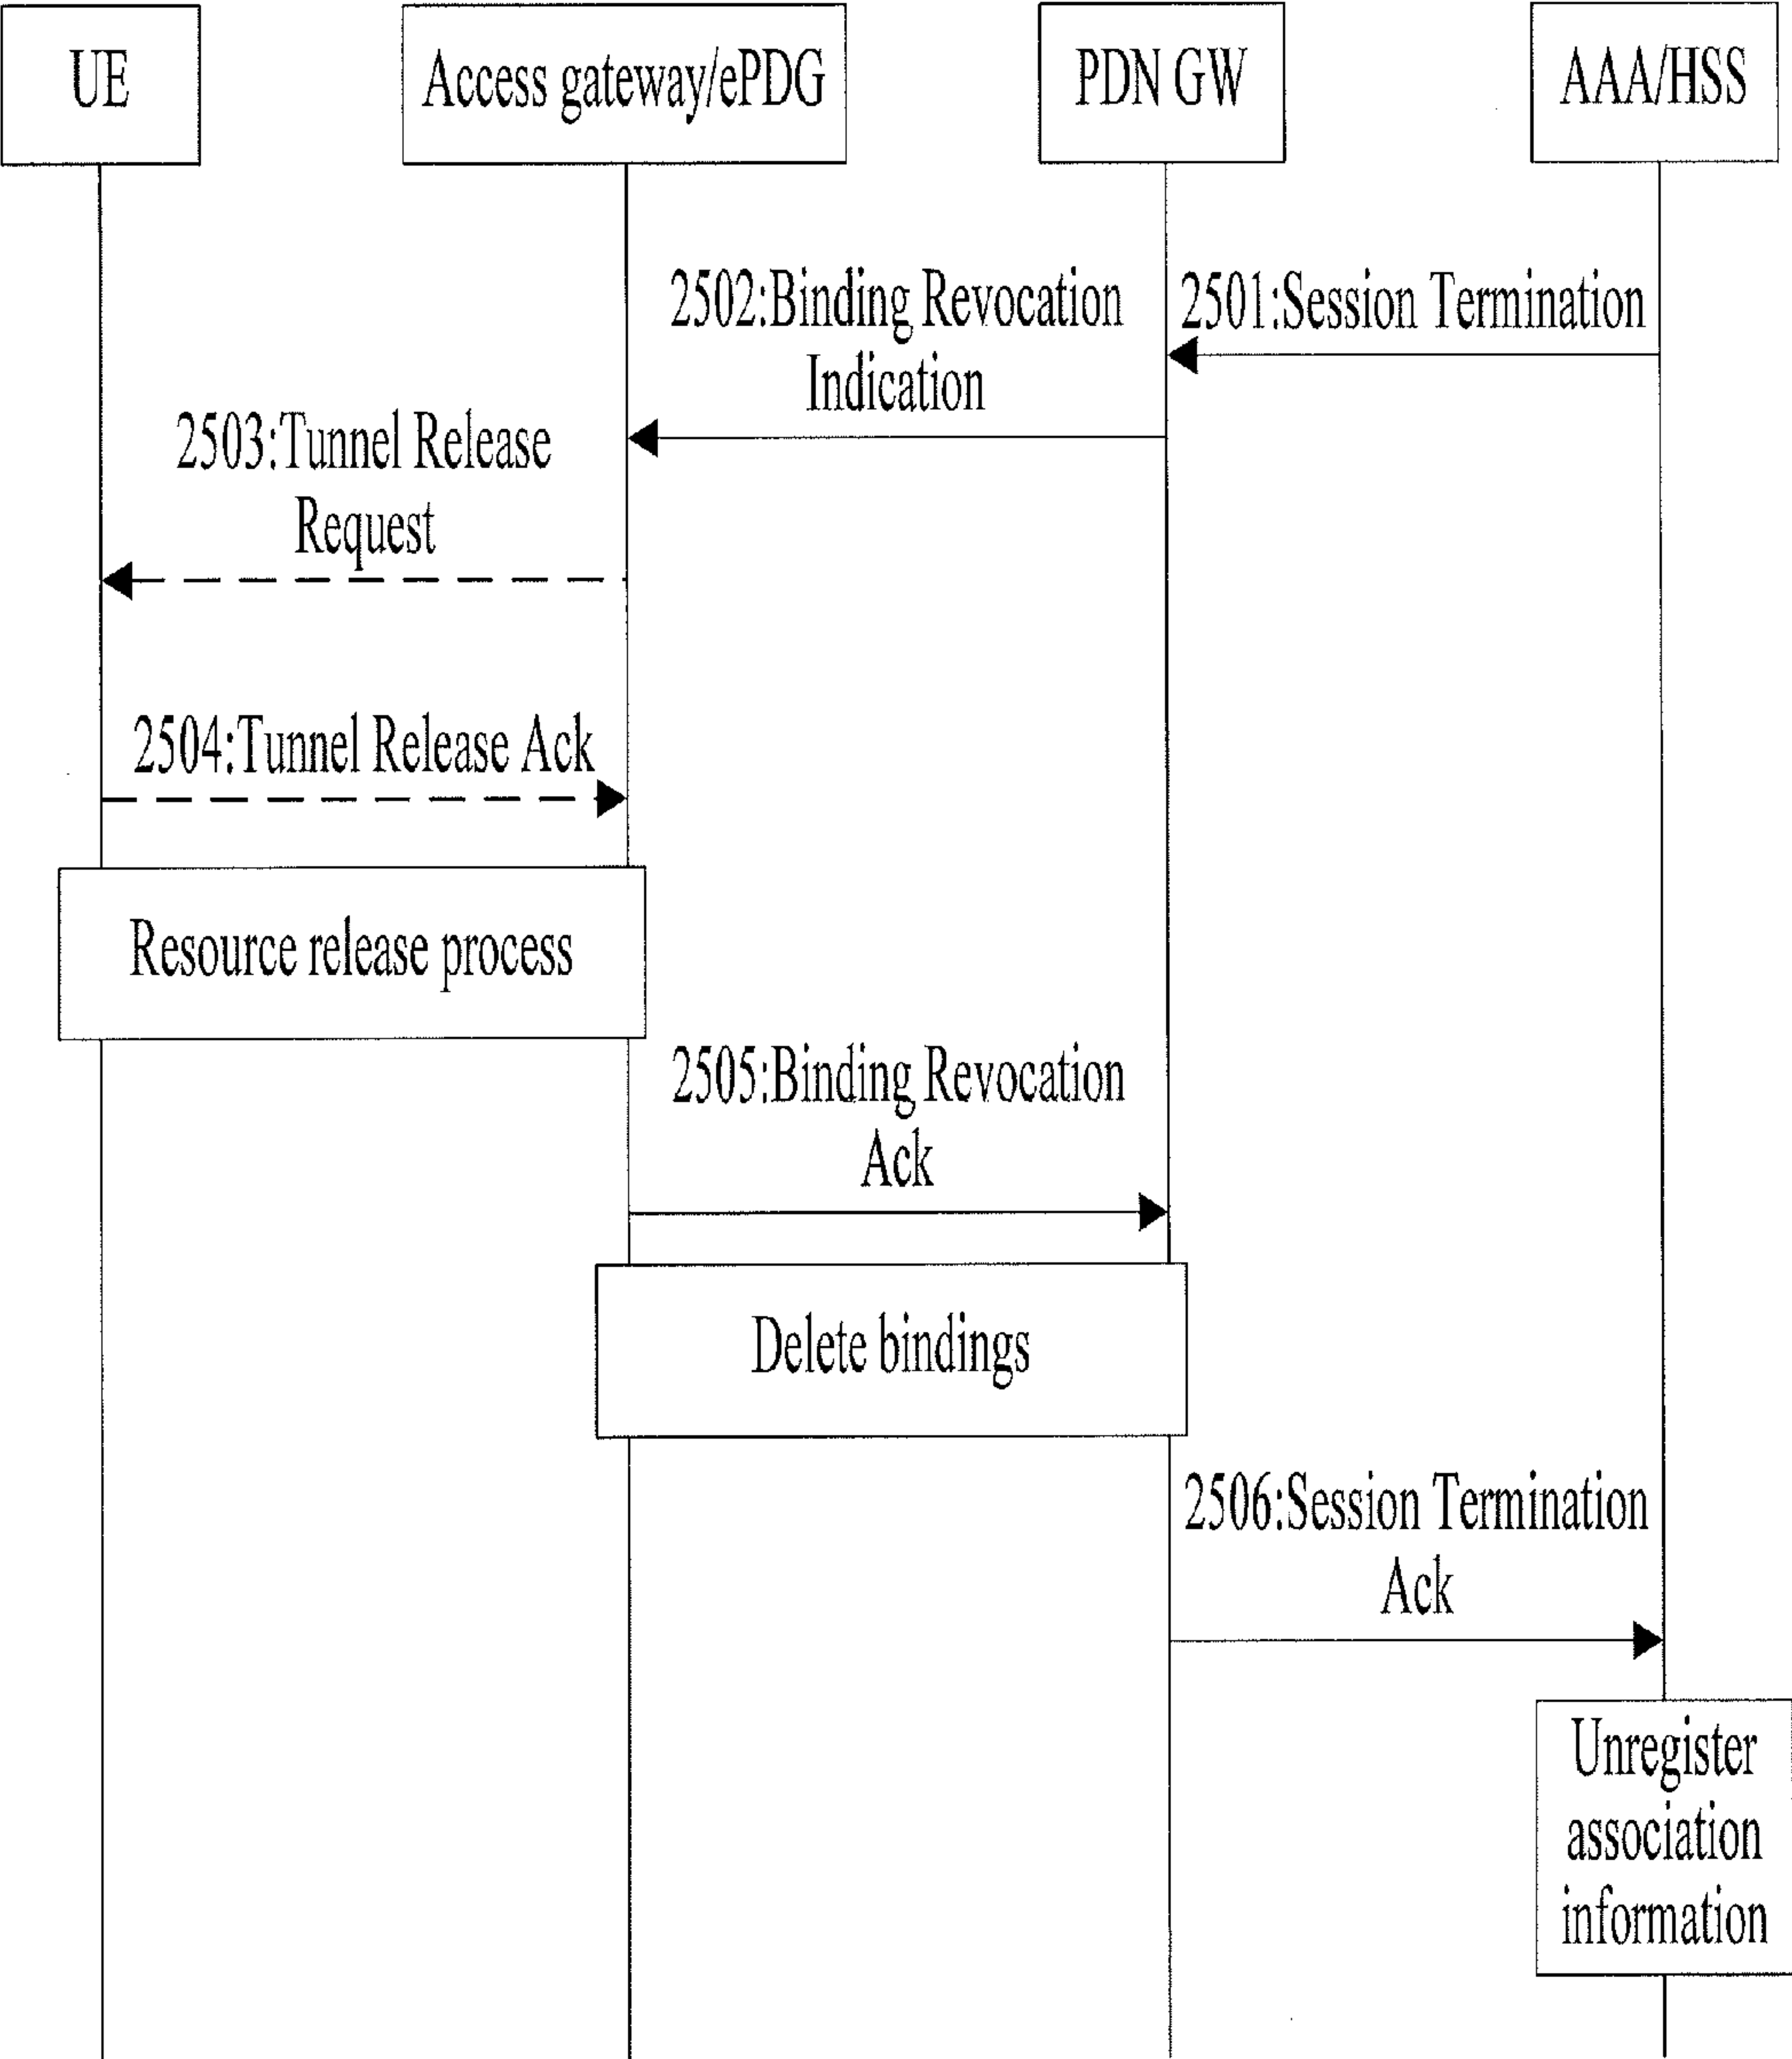 UE
Access gateway/ePDG
PDN GW
AAA/HSS
2501:Session Termination
2502:Binding Revocation
Indication
2503:Tunnel Release
Request
2504:Tunnel Release Ack
Resource release process
2505:Binding Revocation
Ack
Delete bindings
2506:Session Termination
Ack
Unregister
association
information